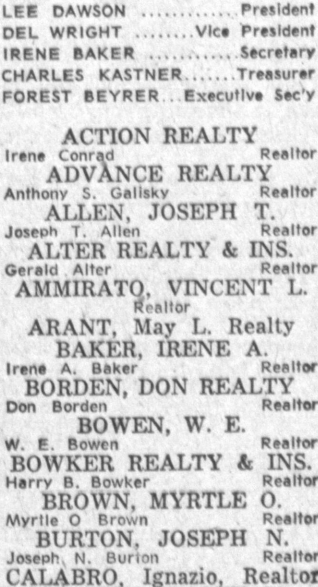 LEE DAWSON ............ President
DEL WRIGHT ........ Vice President
IRENE BAKER ............ Secretary
CHARLES KASTNER....... Treasurer
FOREST BEYRER... Executive Sec'y
ACTION REALTY
Irene Conrad Realtor
ADVANCE REALTY
Anthony S. Galisky Realtor
ALLEN, JOSEPH T.
Joseph T. Allen Realtor
ALTER REALTY & INS.
Gerald Alter Realtor
AMMIRATO, VINCENT L.
Realtor
ARANT, May L. Realty
BAKER, IRENE A.
Irene A. Baker Realtor
BORDEN, DON REALTY
Don Borden Realtor
BOWEN, W. E.
W. E. Bowen Realtor
BOWKER REALTY & INS.
Harry B. Bowker Realtor
BROWN, MYRTLE O.
Myrtle O Brown Realtor
BURTON, JOSEPH N.
Joseph N. Burton Realtor
CALABRO, Ignazio, Realtor